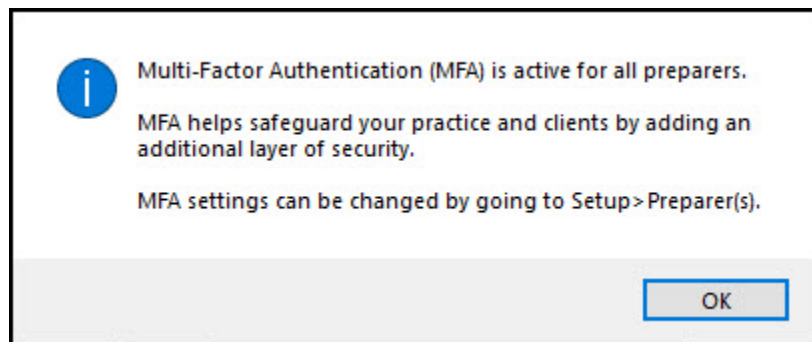 Multi-Factor Authentication (MFA) is active for all preparers.
MFA helps safeguard your practice and clients by adding an
additional layer of security.
MFA settings can be changed by going to Setup>Preparer(s).
OK